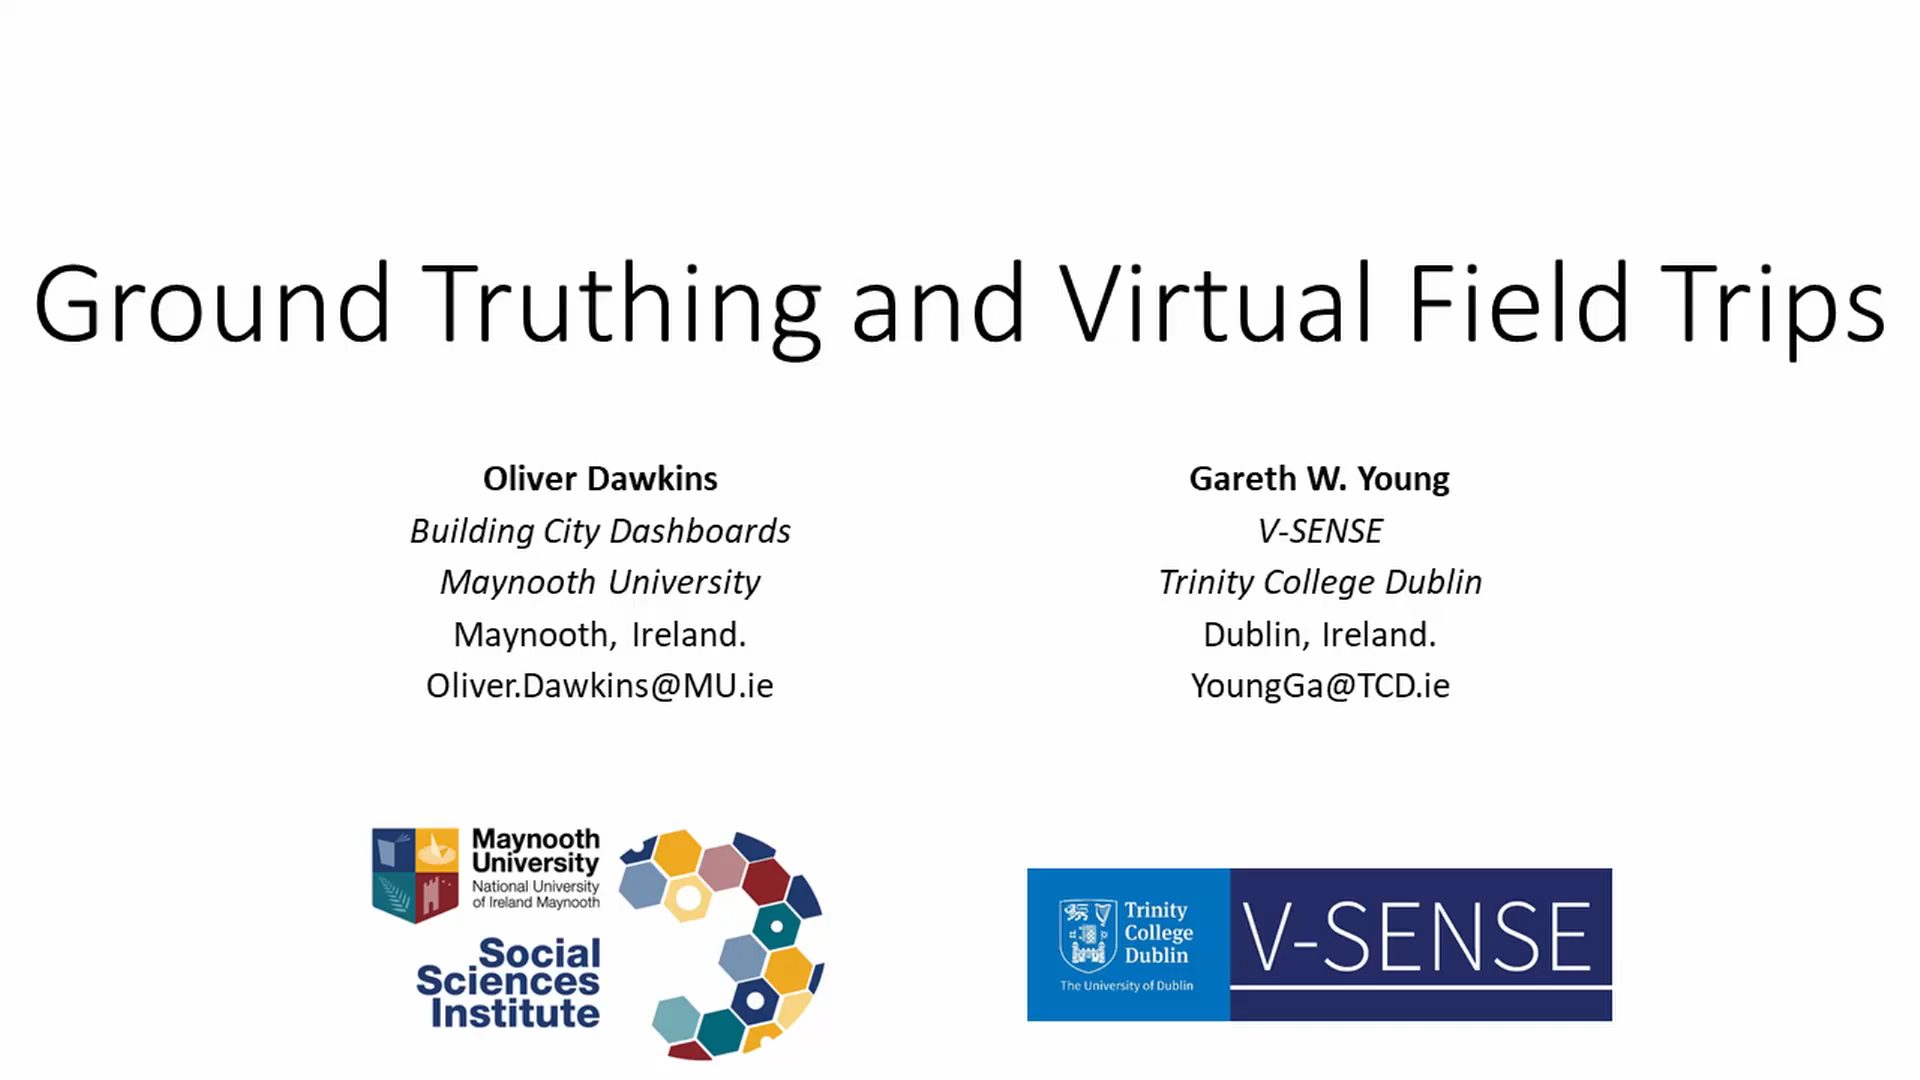 Ground Truthing and Virtual Field Trips
Oliver Dawkins
Building City Dashboards
Maynooth University
Maynooth, Ireland.
Oliver.Dawkins@MU.ie
Gareth W. Young
V-SENSE
Trinity College Dublin
Dublin, Ireland.
YoungGa@TCD.ie
Maynooth
University
National University
of Ireland Maynooth
Social
Sciences
Institute
Trinity
College
Dublin
The University of Dublin
V-SENSE